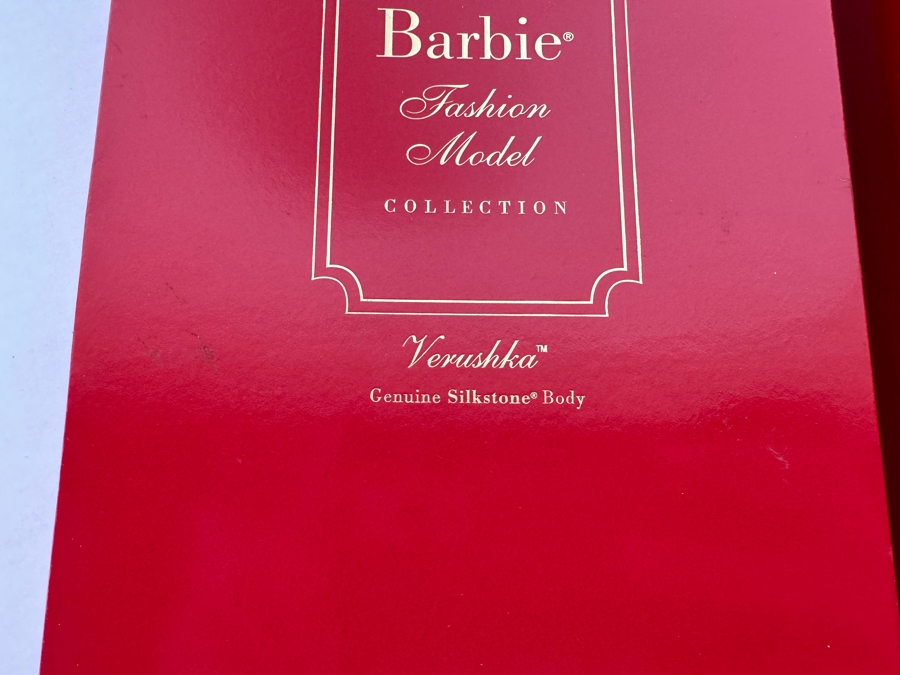 Barbie®
Fashion
Model
COLLECTION
Verushka™
Genuine Silkstone® Body